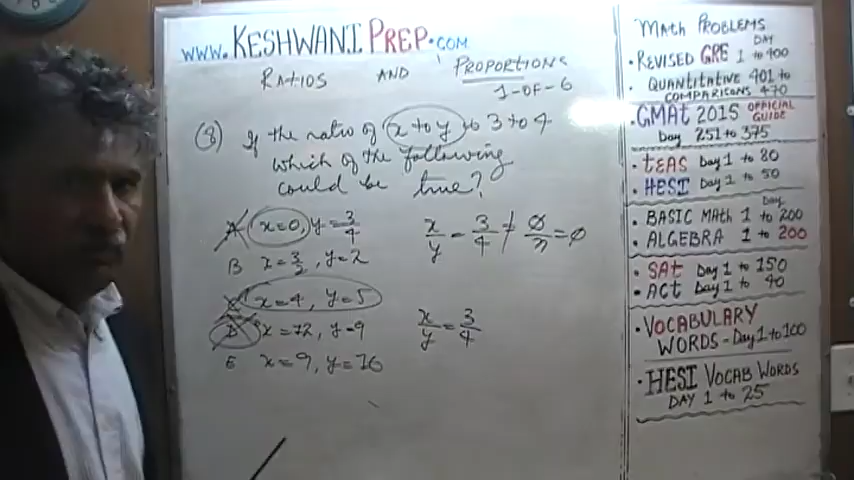 www.KESHWANIPREP.COM
RATIOS AND PROPORTIONS
1-OF-6
(8) If the ratio of x to y is 3 to 4
which of the following
could be true?
A x=0, y=3/4
B x=3/2, y=2
C x=4, y=5
D x=12, y=9
E x=9, y=16
x/y = 3/4 ≠ 0/n = 0
x/y = 3/4
MATH PROBLEMS
DAY
• REVISED GRE 1 to 400
• QUANTITATIVE 401 to
COMPARICONS 470
• GMAT 2015 OFFICIAL
GUIDE
Day 251 to 375
• TEAS Day 1 to 80
• HESI Day 1 to 50
Day
• BASIC MATH 1 to 200
• ALGEBRA 1 to 200
• SAT Day 1 to 150
• ACT Day 1 to 90
• VOCABULARY
WORDS - Day 1 to 100
• HESI VOCAB WORDS
DAY 1 to 25